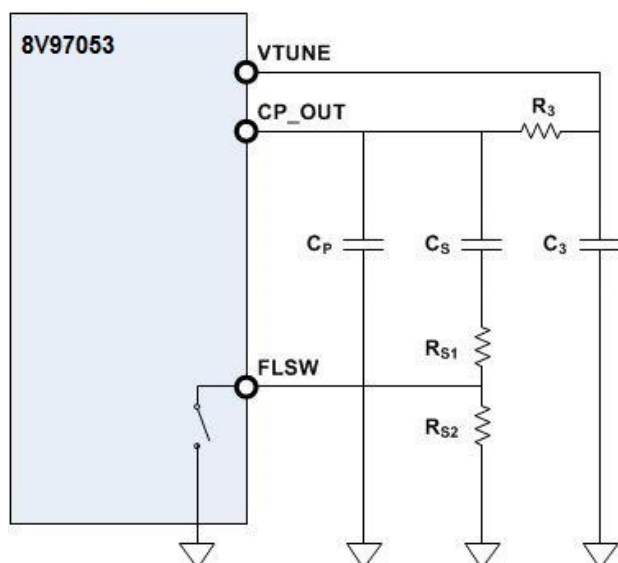 8V97053
VTUNE
CP_OUT
R3
CP
CS
C3
RS1
FLSW
RS2